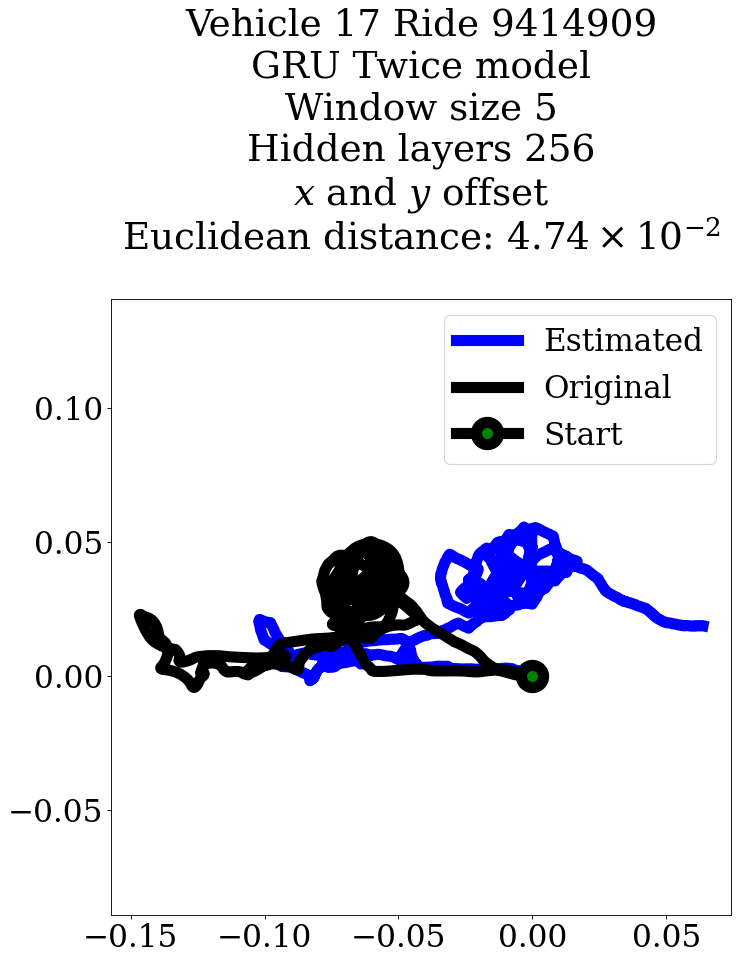 Vehicle 17 Ride 9414909
GRU Twice model
Window size 5
Hidden layers 256
x and y offset
Euclidean distance: 4.74 × 10⁻²
Estimated
Original
Start
0.10
0.05
0.00
−0.05
−0.15 −0.10 −0.05 0.00 0.05